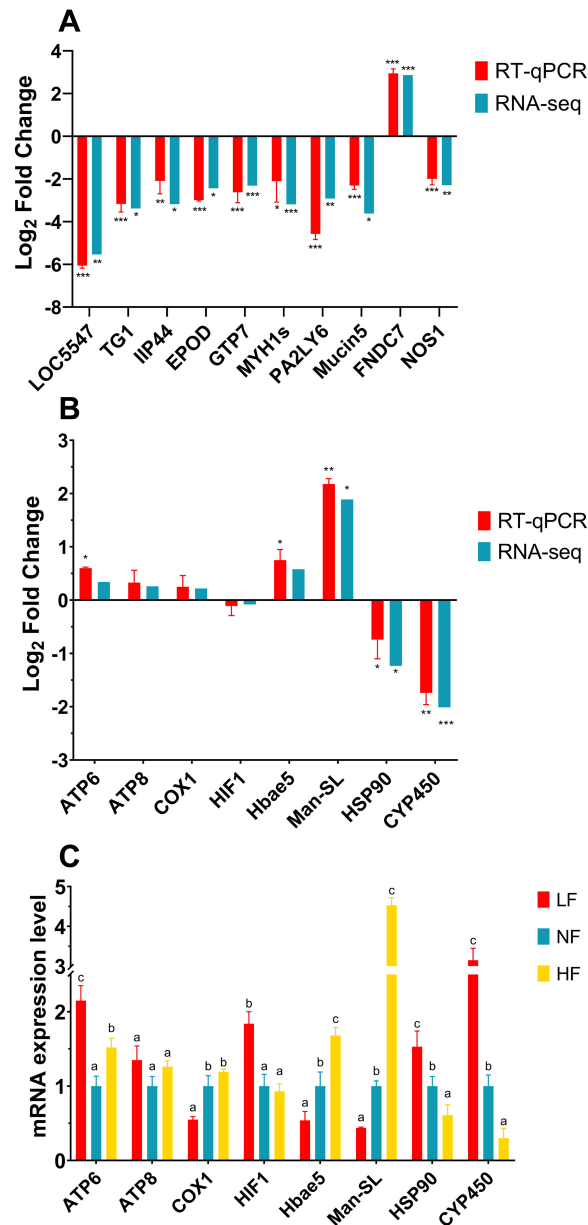 A
Log2 Fold Change
4
2
0
-2
-4
-6
-8
*** ** *** * ** * *** * *** *** * *** *** ** *** * *** *** *** **
RT-qPCR
RNA-seq
LOC5547 TG1 IIP44 EPOD GTP7 MYH1s PA2LY6 Mucin5 FNDC7 NOS1
B
Log2 Fold Change
3
2
1
0
-1
-2
-3
* * ** * * * ** ***
RT-qPCR
RNA-seq
ATP6 ATP8 COX1 HIF1 Hbae5 Man-SL HSP90 CYP450
C
mRNA expression level
5
4
3
2
1
0
c a b a a a a b b b a a a b c a b c c b a c b a
LF
NF
HF
ATP6 ATP8 COX1 HIF1 Hbae5 Man-SL HSP90 CYP450